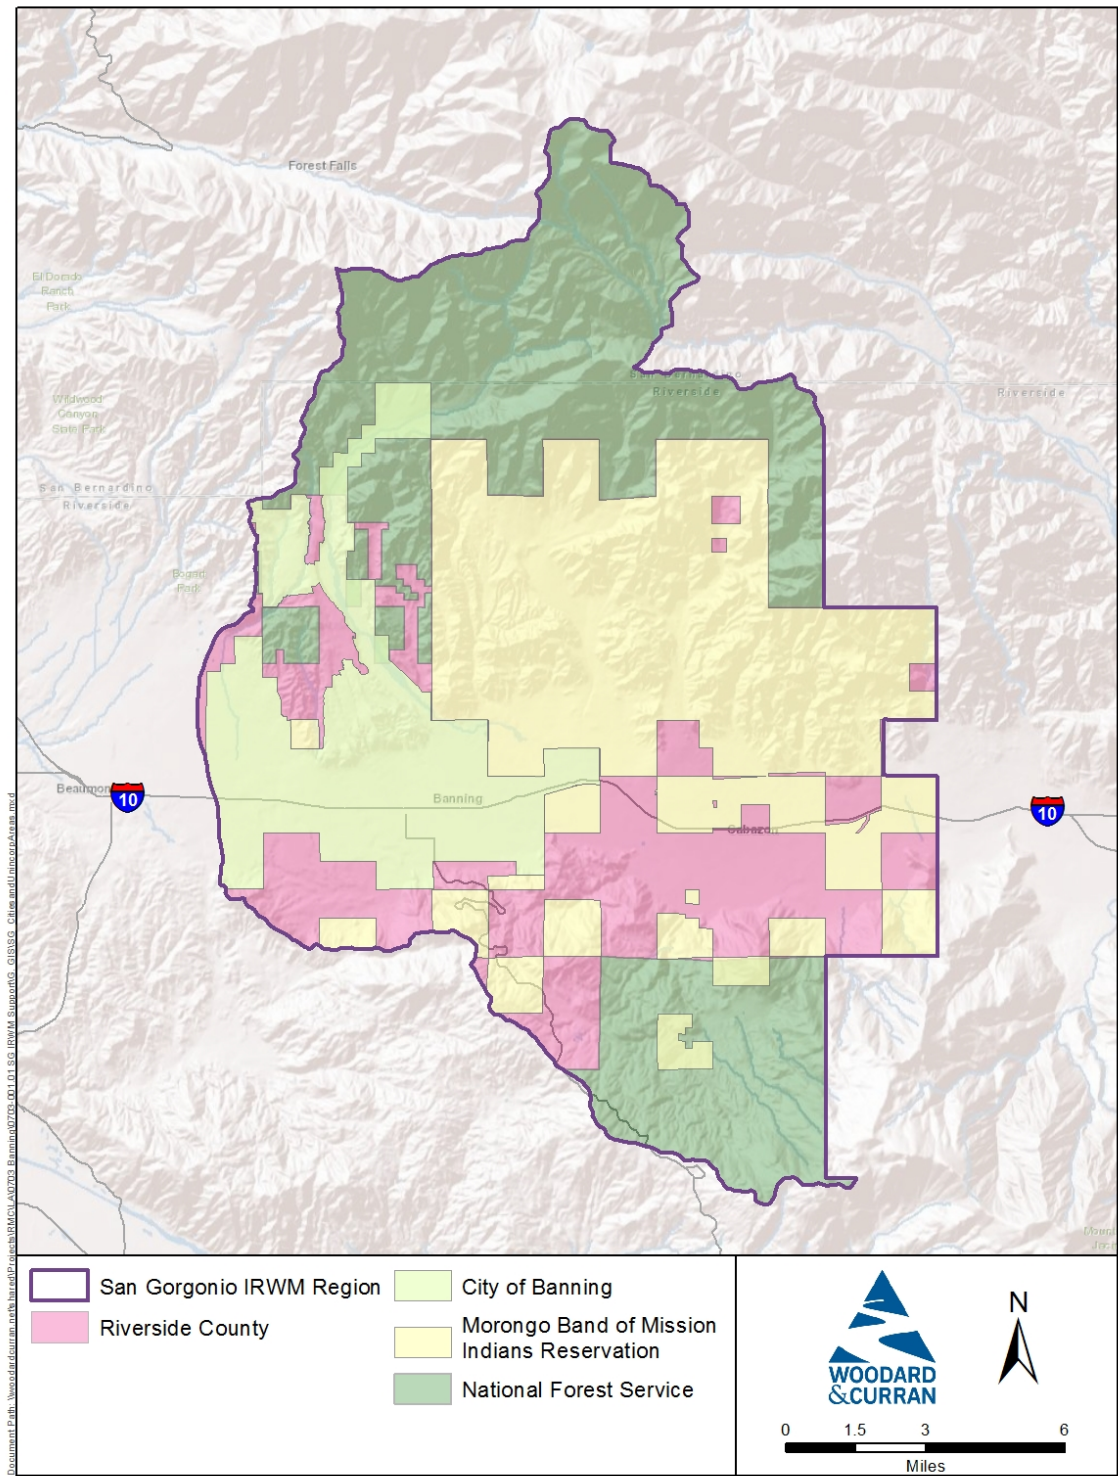 Forest Falls
El Dorado
Ranch
Park
San Bernardino
Riverside
Riverside
Wildwood
Canyon
State Park
San Bernardino
Riverside
Bogart
Park
Beaumont
10
Banning
Cabazon
10
San Gorgonio IRWM Region
Riverside County
City of Banning
Morongo Band of Mission
Indians Reservation
National Forest Service
WOODARD
&CURRAN
N
0 1.5 3 6
Miles